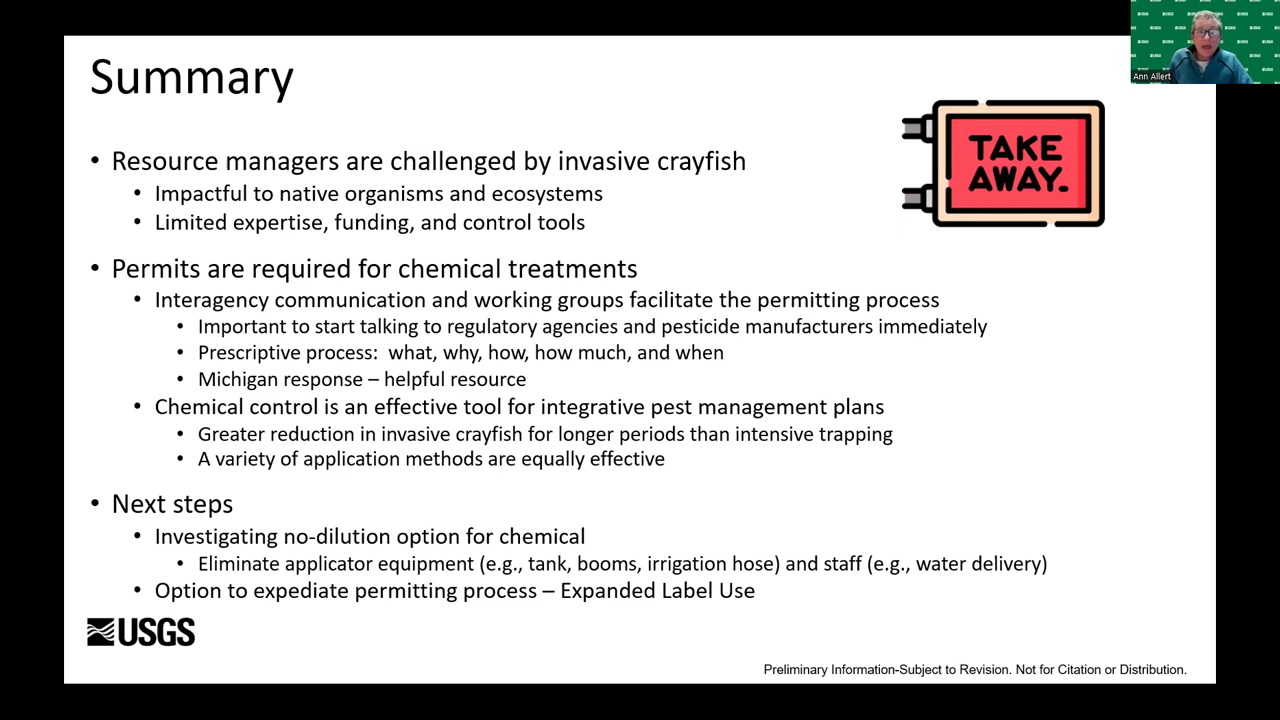 Summary
TAKE
AWAY.
Ann Allert
• Resource managers are challenged by invasive crayfish
• Impactful to native organisms and ecosystems
• Limited expertise, funding, and control tools
• Permits are required for chemical treatments
• Interagency communication and working groups facilitate the permitting process
• Important to start talking to regulatory agencies and pesticide manufacturers immediately
• Prescriptive process:  what, why, how, how much, and when
• Michigan response – helpful resource
• Chemical control is an effective tool for integrative pest management plans
• Greater reduction in invasive crayfish for longer periods than intensive trapping
• A variety of application methods are equally effective
• Next steps
• Investigating no-dilution option for chemical
• Eliminate applicator equipment (e.g., tank, booms, irrigation hose) and staff (e.g., water delivery)
• Option to expediate permitting process – Expanded Label Use
USGS
Preliminary Information-Subject to Revision. Not for Citation or Distribution.